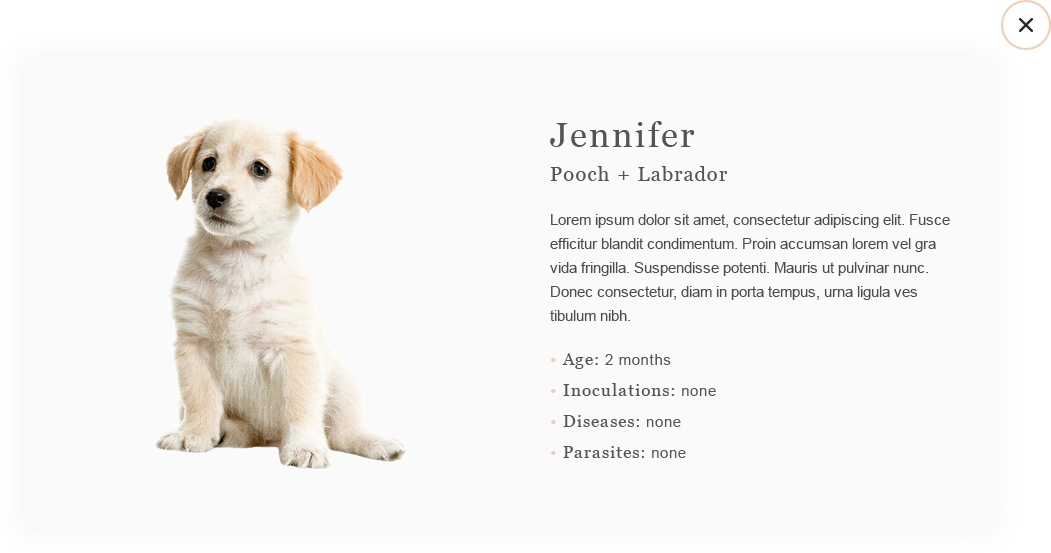 Jennifer
Pooch + Labrador
Lorem ipsum dolor sit amet, consectetur adipiscing elit. Fusce
efficitur blandit condimentum. Proin accumsan lorem vel gra
vida fringilla. Suspendisse potenti. Mauris ut pulvinar nunc.
Donec consectetur, diam in porta tempus, urna ligula ves
tibulum nibh.
• Age: 2 months
• Inoculations: none
• Diseases: none
• Parasites: none